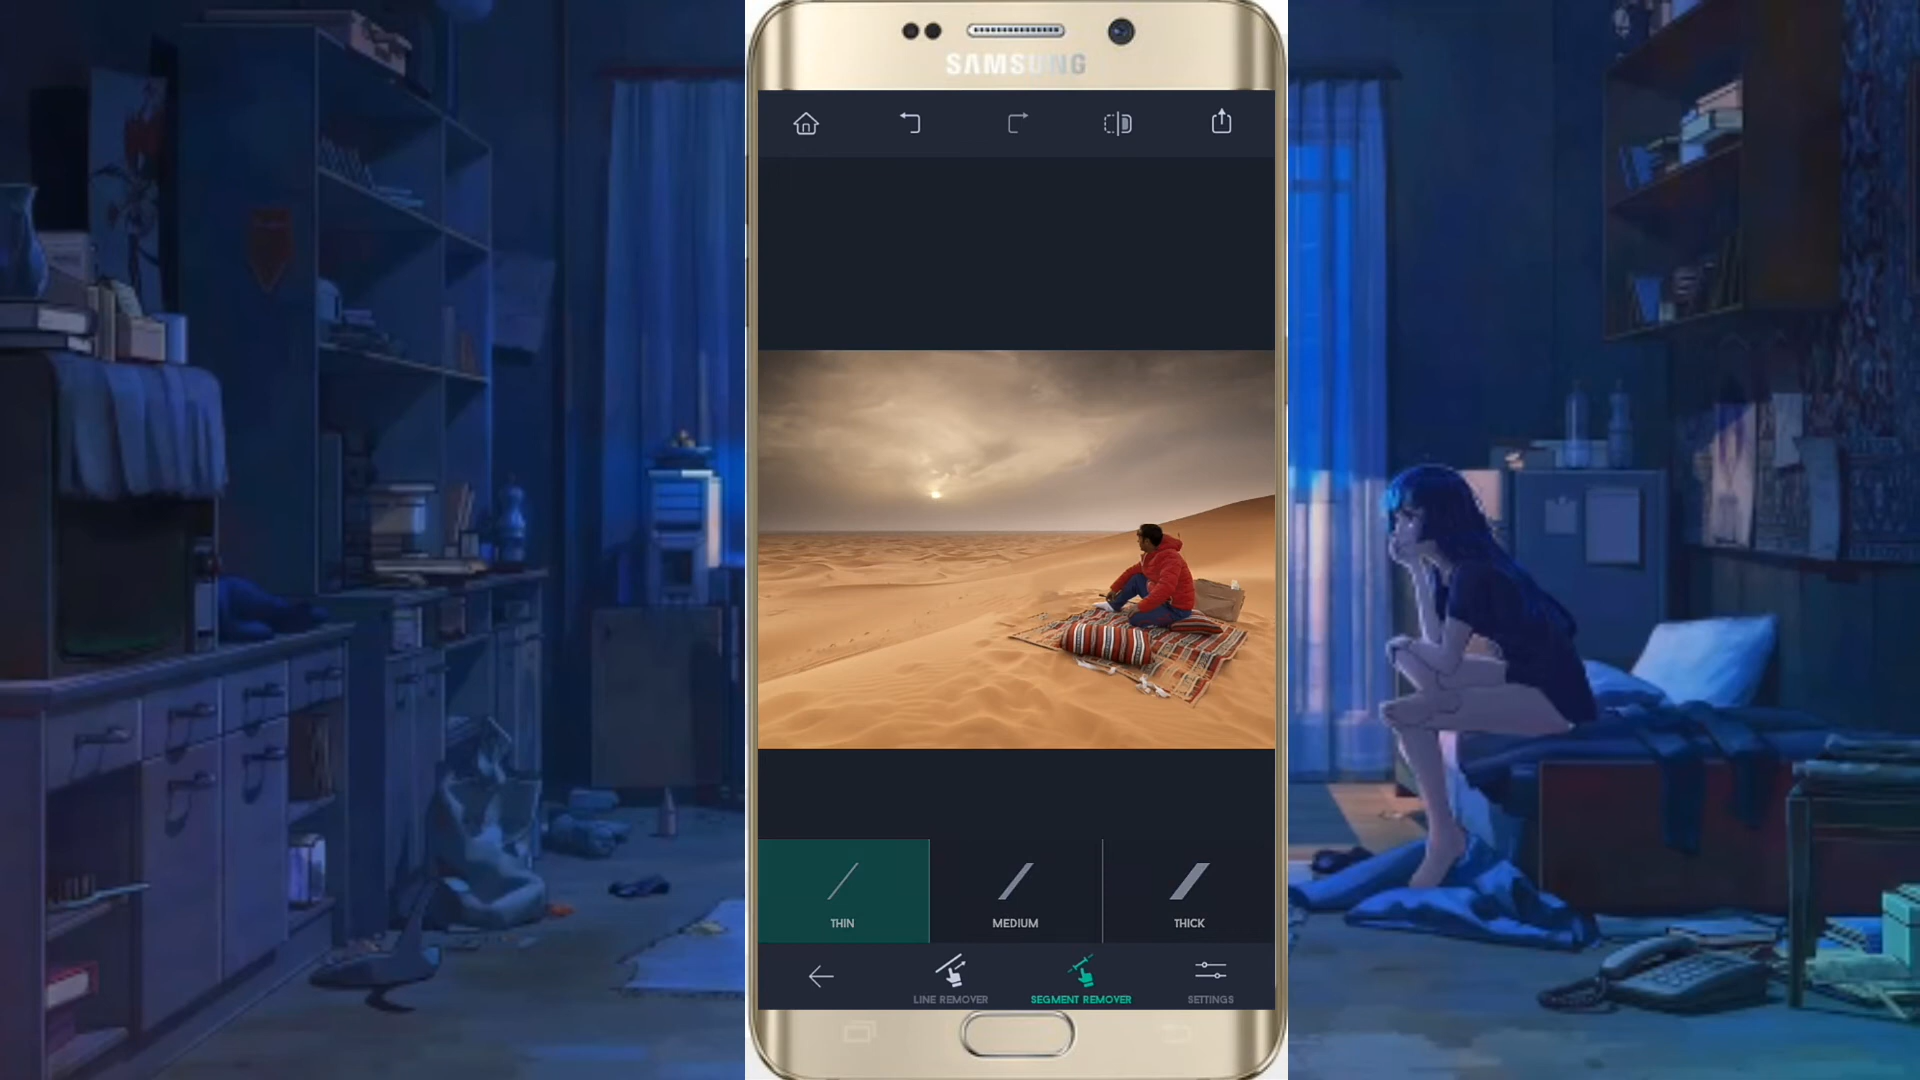 SAMSUNG
THIN
MEDIUM
THICK
LINE REMOVER
SEGMENT REMOVER
SETTINGS